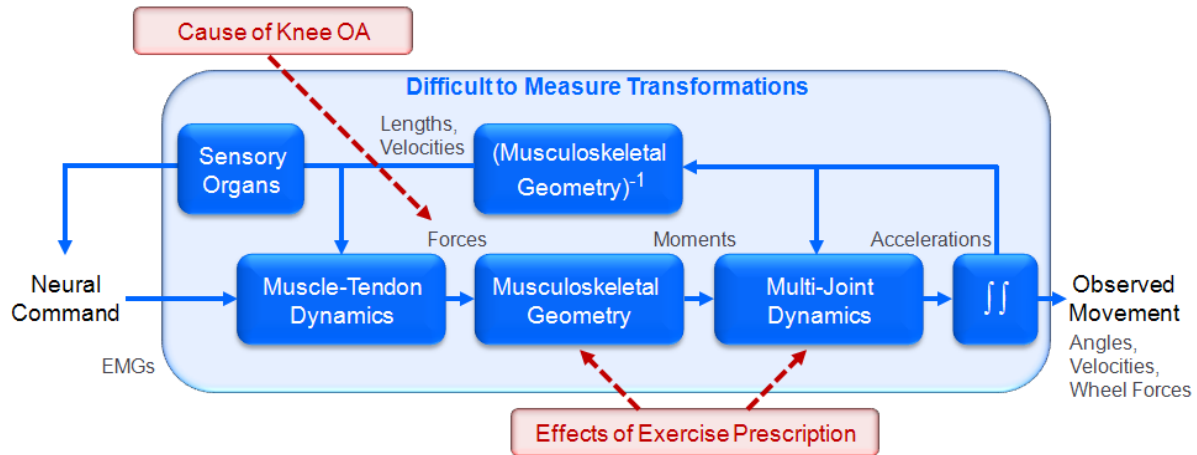 Cause of Knee OA
Difficult to Measure Transformations
Lengths,
Velocities
Sensory
Organs
(Musculoskeletal
Geometry)-1
Forces
Moments
Accelerations
Neural
Command
Muscle-Tendon
Dynamics
Musculoskeletal
Geometry
Multi-Joint
Dynamics
∫∫
Observed
Movement
EMGs
Angles,
Velocities,
Wheel Forces
Effects of Exercise Prescription